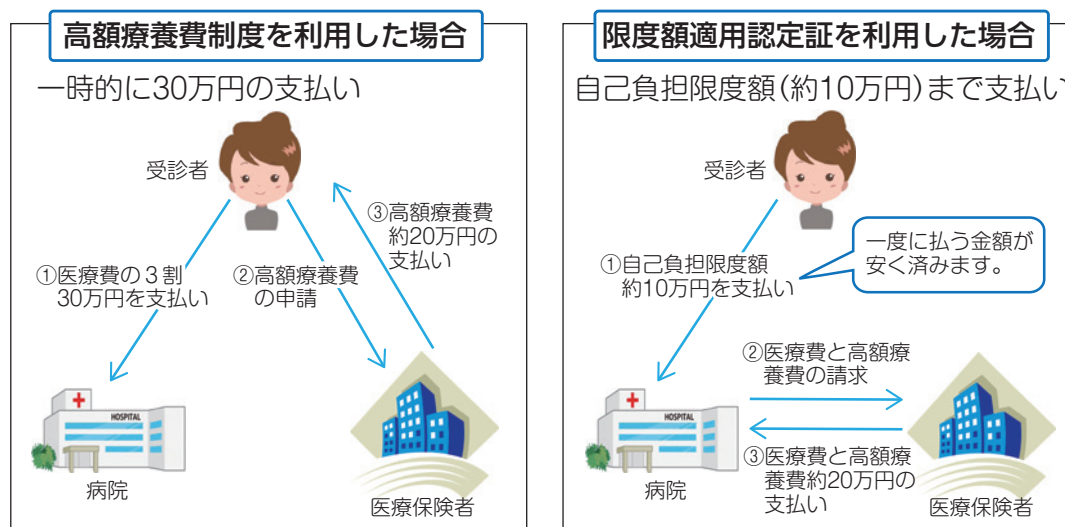 高額療養費制度を利用した場合
一時的に30万円の支払い
受診者
③高額療養費
約20万円の
支払い
①医療費の3割
30万円を支払い
②高額療養費
の申請
HOSPITAL
病院
医療保険者
限度額適用認定証を利用した場合
自己負担限度額(約10万円)まで支払い
受診者
一度に払う金額が
安く済みます。
①自己負担限度額
約10万円を支払い
②医療費と高額療
養費の請求
HOSPITAL
③医療費と高額療
養費約20万円の
支払い
病院
医療保険者